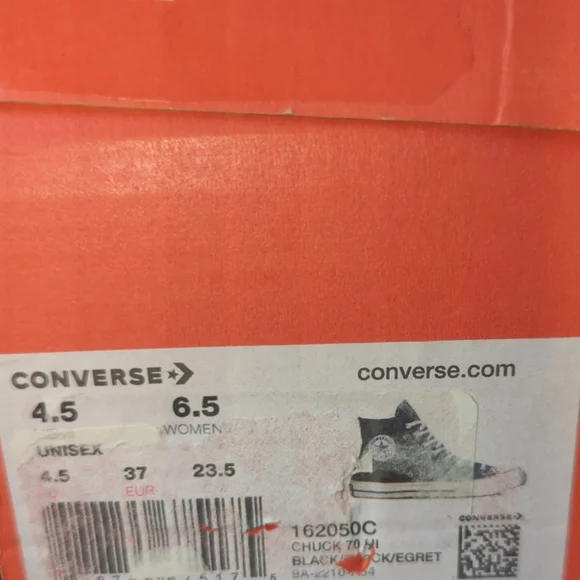 CONVERSE
converse.com
4.5 6.5
WOMEN
UNISEX
4.5 37 23.5
EUR
162050C
CHUCK 70 HI
/EGRET
CONVERSE